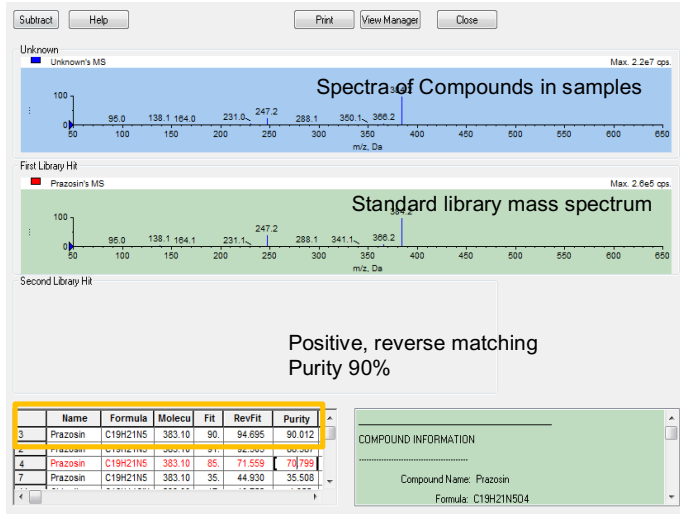 Subtract Help Print View Manager Close
Unknown
Unknown's MS Max. 2.2e7 cps.
Spectra of Compounds in samples
100
95.0 138.1 164.0 231.0 247.2 288.1 350.1 366.2
0
50 100 150 200 250 300 350 400 450 500 550 600 650
m/z, Da
First Library Hit
Prazosin's MS Max. 2.6e5 cps.
Standard library mass spectrum
100
95.0 138.1 164.1 231.1 247.2 288.1 341.1 366.2
0
50 100 150 200 250 300 350 400 450 500 550 600 650
m/z, Da
Second Library Hit
Positive, reverse matching
Purity 90%
Name Formula Molecu Fit RevFit Purity
3 Prazosin C19H21N5 383.10 90. 94.695 90.012
4 Prazosin C19H21N5 383.10 85. 71.559 70.799
7 Prazosin C19H21N5 383.10 35. 44.930 35.508
COMPOUND INFORMATION
Compound Name: Prazosin
Formula: C19H21N5O4